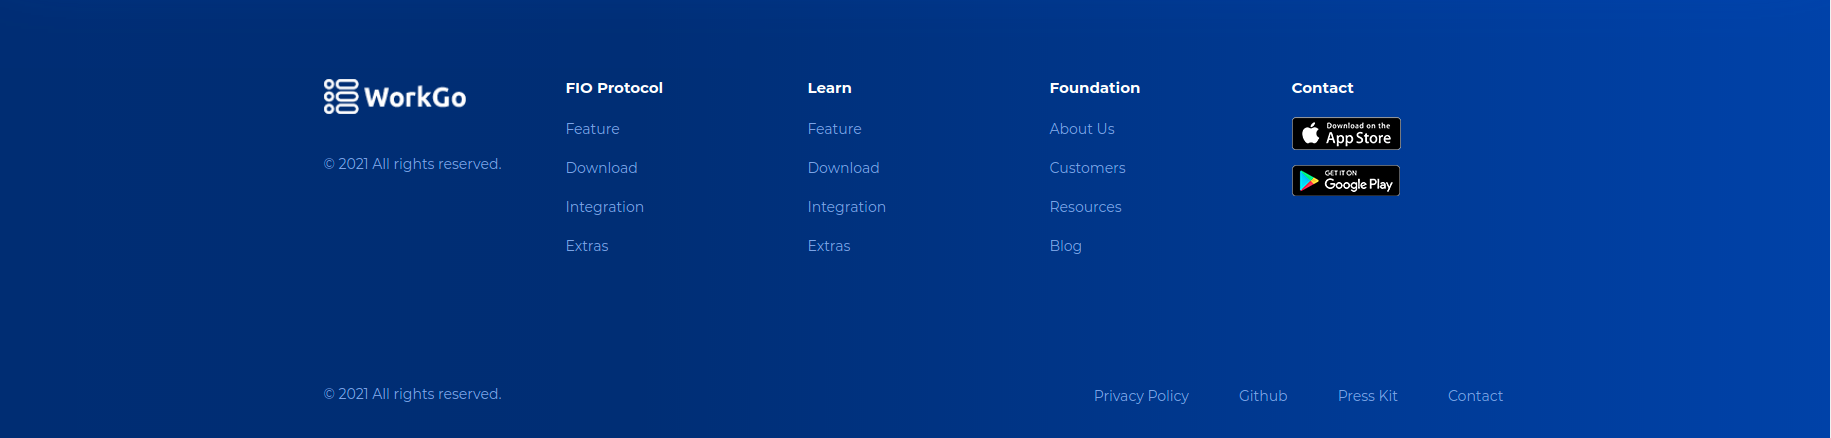 WorkGo
© 2021 All rights reserved.
FIO Protocol
Feature
Download
Integration
Extras
Learn
Feature
Download
Integration
Extras
Foundation
About Us
Customers
Resources
Blog
Contact
Download on the
App Store
GET IT ON
Google Play
© 2021 All rights reserved.
Privacy Policy
Github
Press Kit
Contact